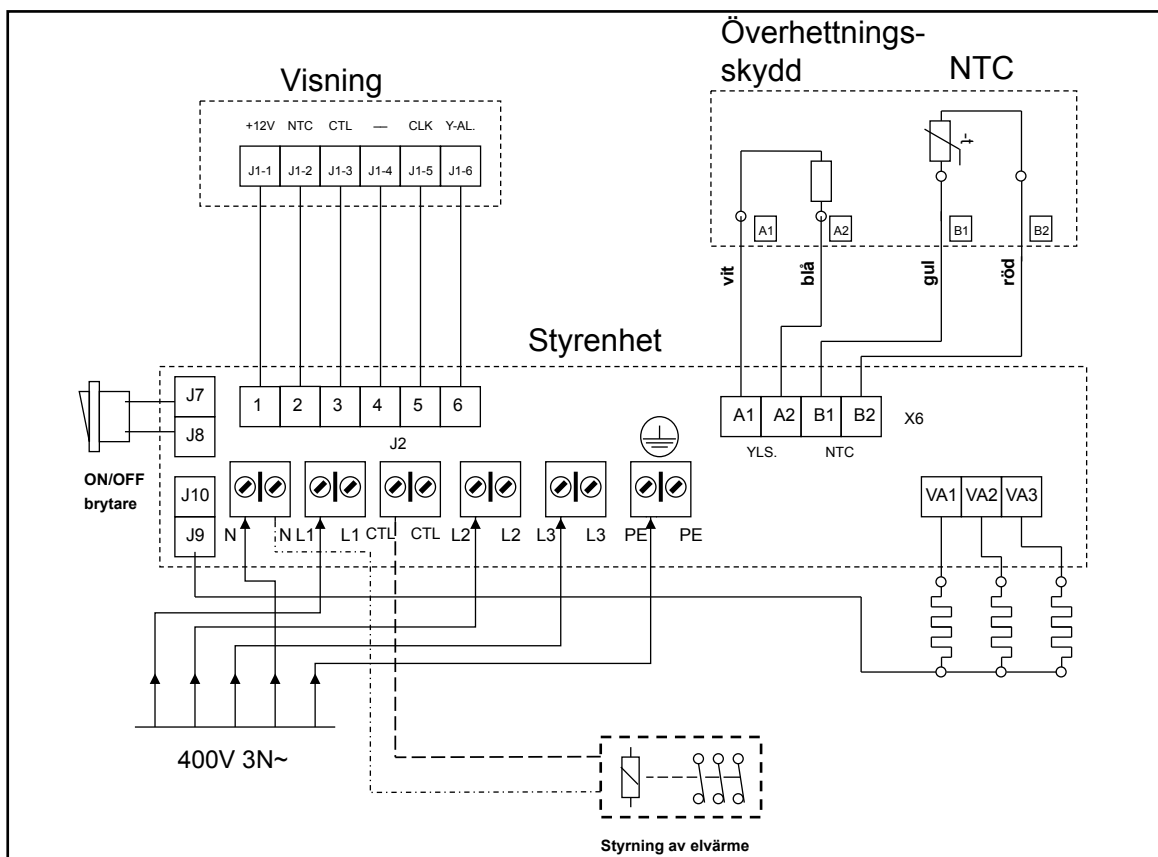 Överhettnings-
skydd
NTC
Visning
+12V NTC CTL — CLK Y-AL.
J1-1 J1-2 J1-3 J1-4 J1-5 J1-6
-t
A1 A2 B1 B2
vit blå gul röd
Styrenhet
J7
J8
1 2 3 4 5 6
J2
A1 A2 B1 B2 X6
YLS. NTC
ON/OFF
brytare
J10
J9
N N L1 L1 CTL CTL L2 L2 L3 L3 PE PE
VA1 VA2 VA3
400V 3N~
Styrning av elvärme